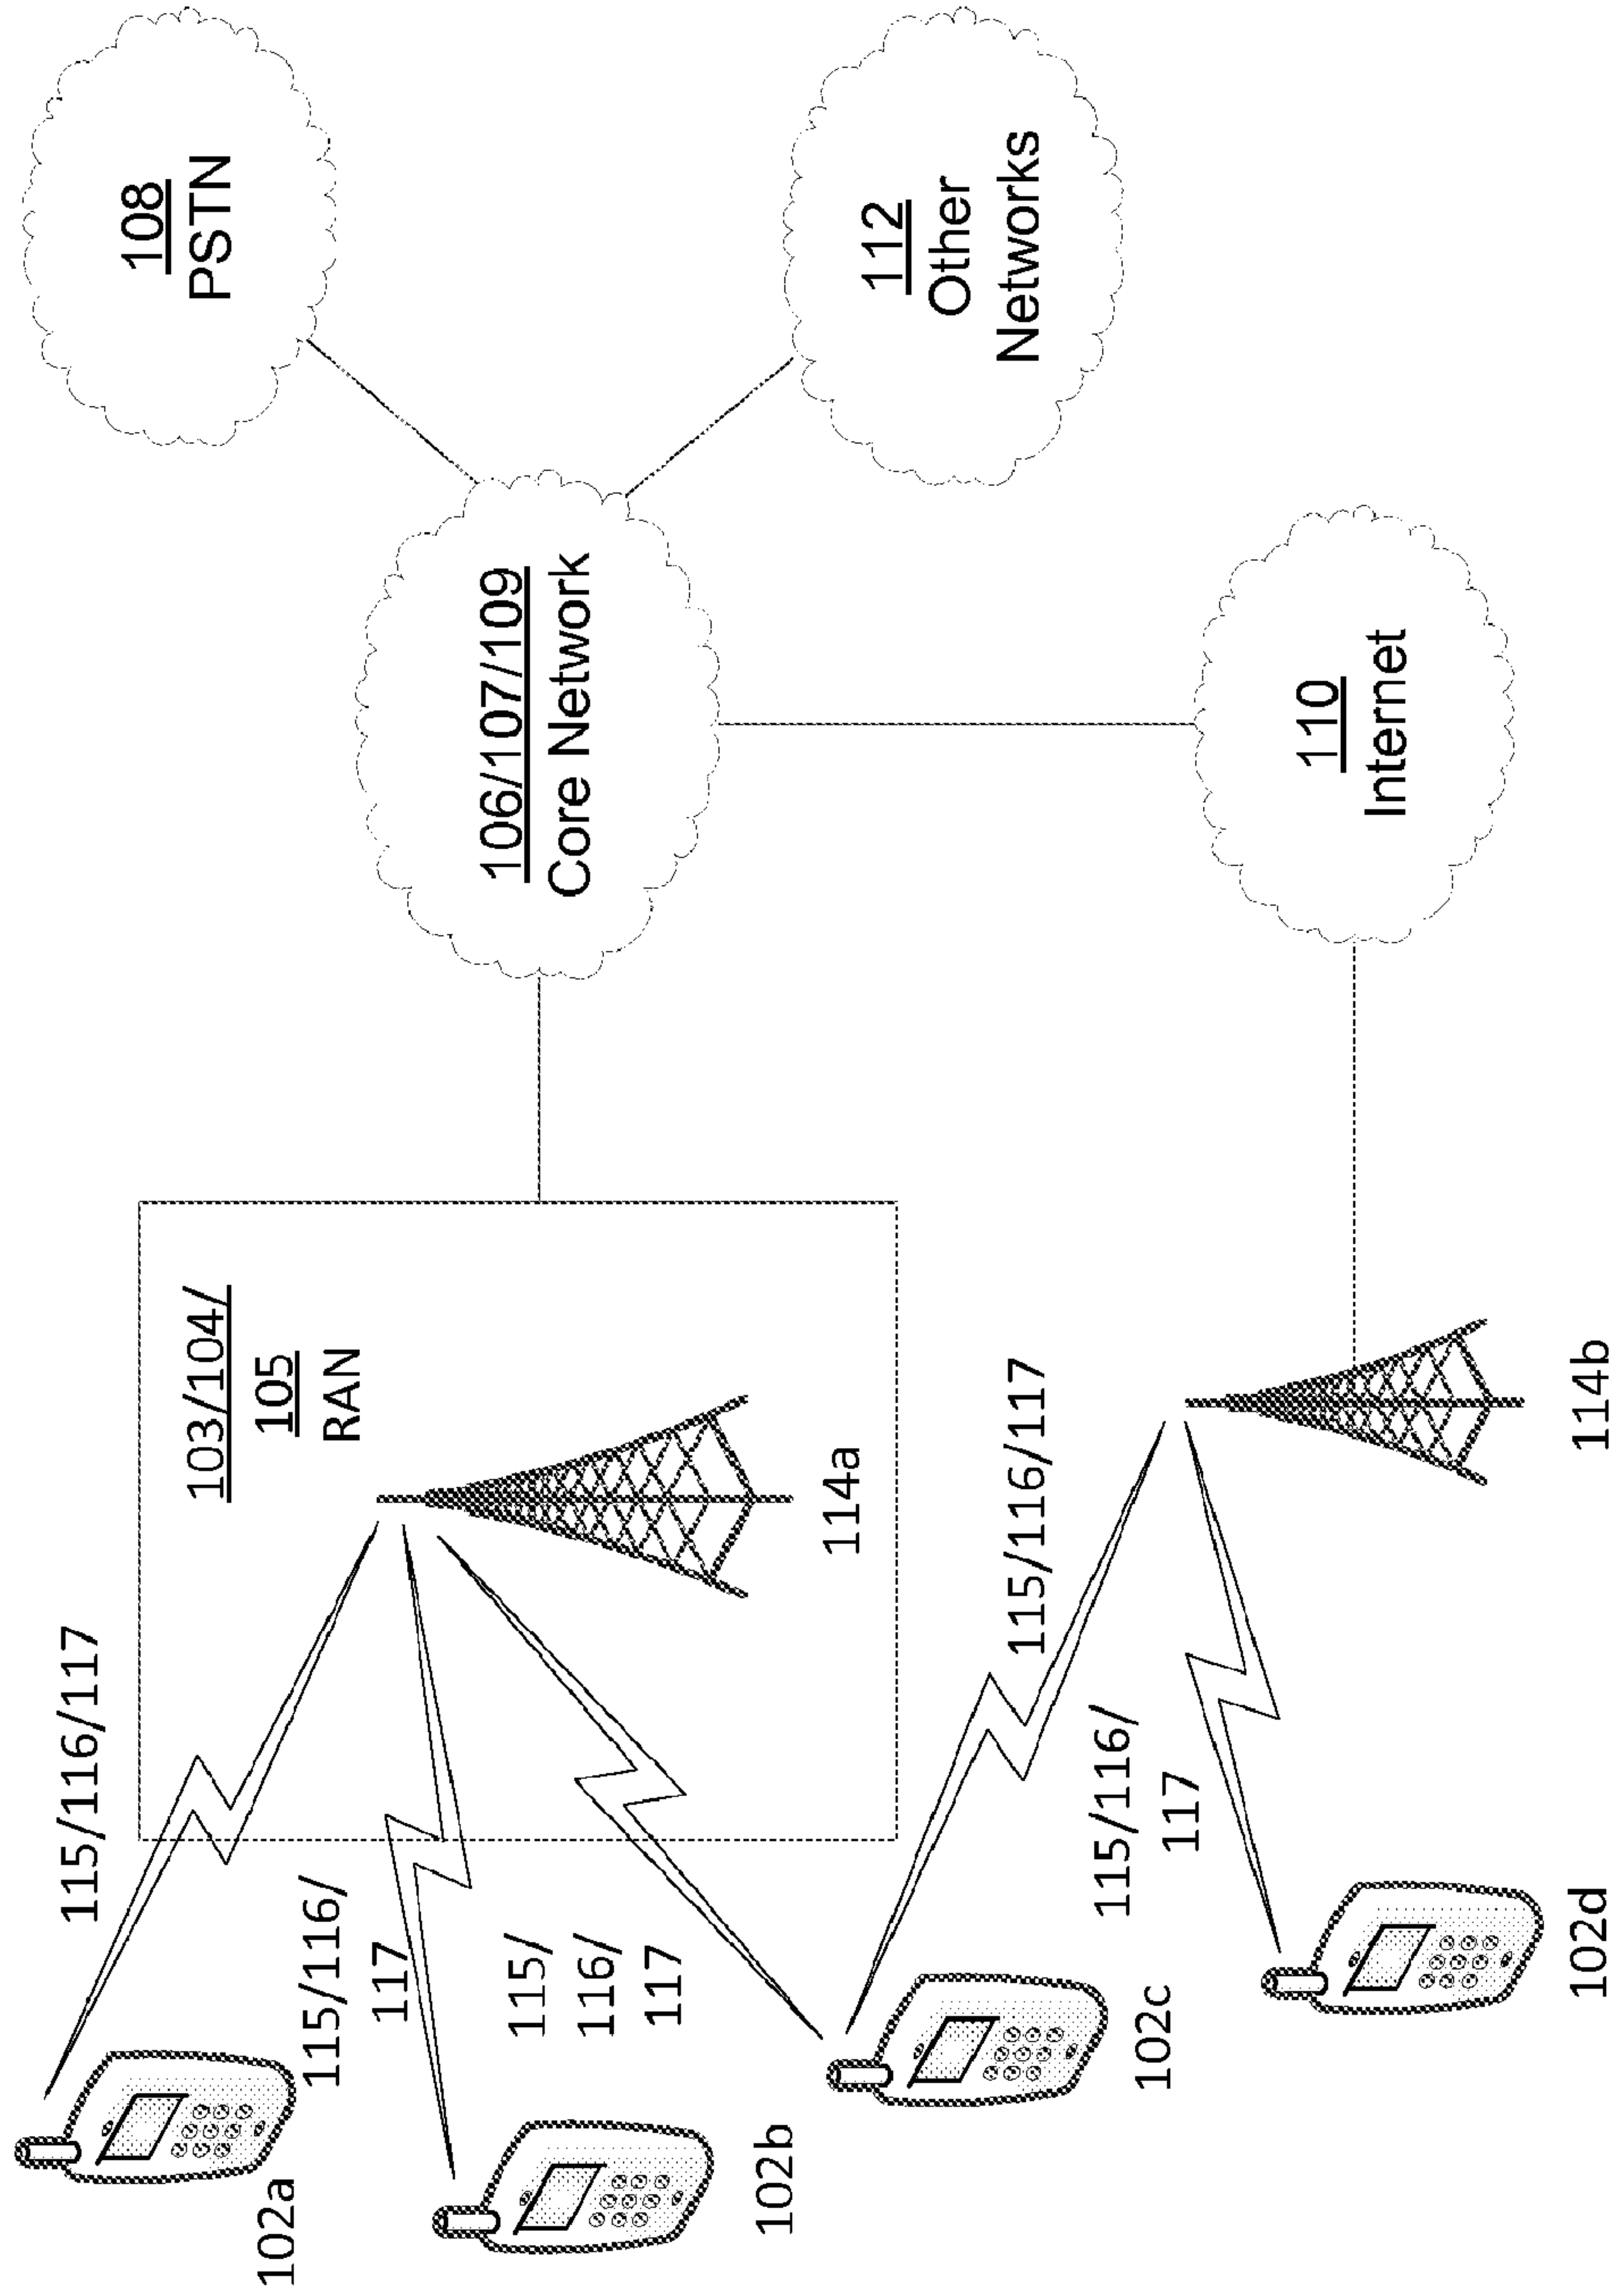 115/116/117
102a
103/104/
105
RAN
108
PSTN
115/116/
117
106/107/109
Core Network
102b
115/
116/
117
114a
112
Other
Networks
102c
115/116/117
115/116/
117
110
Internet
102d
114b